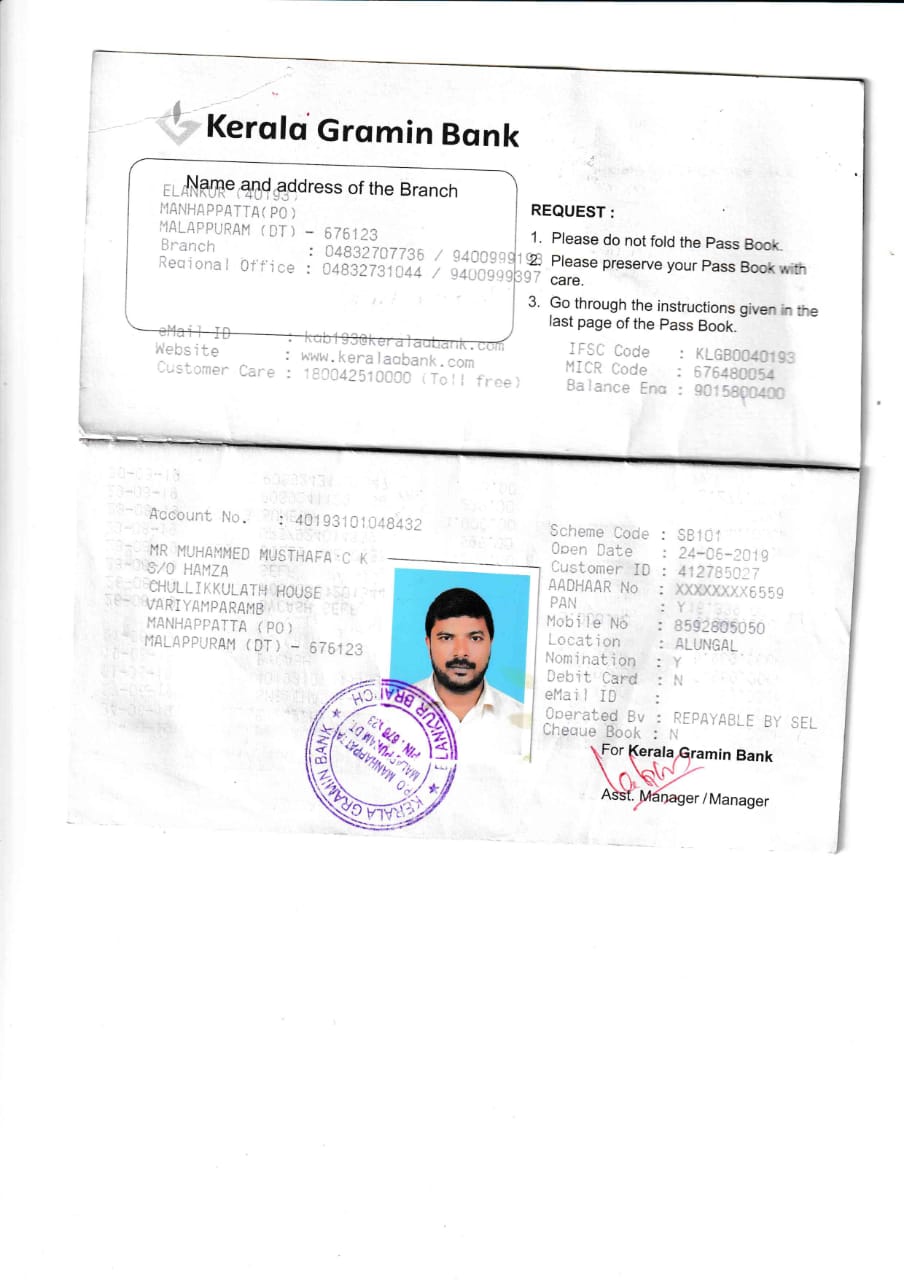 Kerala Gramin Bank
Name and address of the Branch
ELANKUR (40193)
MANHAPPATTA(PO)
MALAPPURAM (DT) - 676123
Branch : 04832707736 / 9400999193
Regional Office : 04832731044 / 9400999397
eMail ID : kgb193@keralagbank.com
Website : www.keralagbank.com
Customer Care : 180042510000 (Toll free)
REQUEST :
1. Please do not fold the Pass Book.
2. Please preserve your Pass Book with
care.
3. Go through the instructions given in the
last page of the Pass Book.
IFSC Code : KLGB0040193
MICR Code : 676480054
Balance Enq : 9015800400
Account No. : 40193101048432
MR MUHAMMED MUSTHAFA C K
S/O HAMZA
CHULLIKKULATH HOUSE
VARIYAMPARAMB
MANHAPPATTA (PO)
MALAPPURAM (DT) - 676123
Scheme Code : SB101
Open Date : 24-06-2019
Customer ID : 412785027
AADHAAR No : XXXXXXXX6559
PAN : Y
Mobile No : 8592805050
Location : ALUNGAL
Nomination : Y
Debit Card : N
eMail ID :
Operated By : REPAYABLE BY SEL
Cheque Book : N
For Kerala Gramin Bank
Asst. Manager / Manager
KERALA GRAMIN BANK ★ ELANKUR BRANCH ★
PO MANHAPPATTA
MALAPPURAM DT.
PIN. 676123